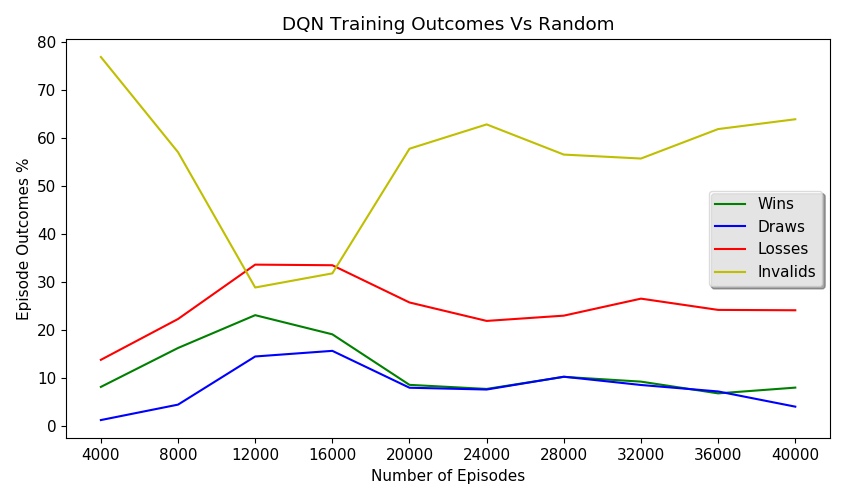 DQN Training Outcomes Vs Random
80
70
60
50
40
30
20
10
0
Episode Outcomes %
Wins
Draws
Losses
Invalids
4000 8000 12000 16000 20000 24000 28000 32000 36000 40000
Number of Episodes